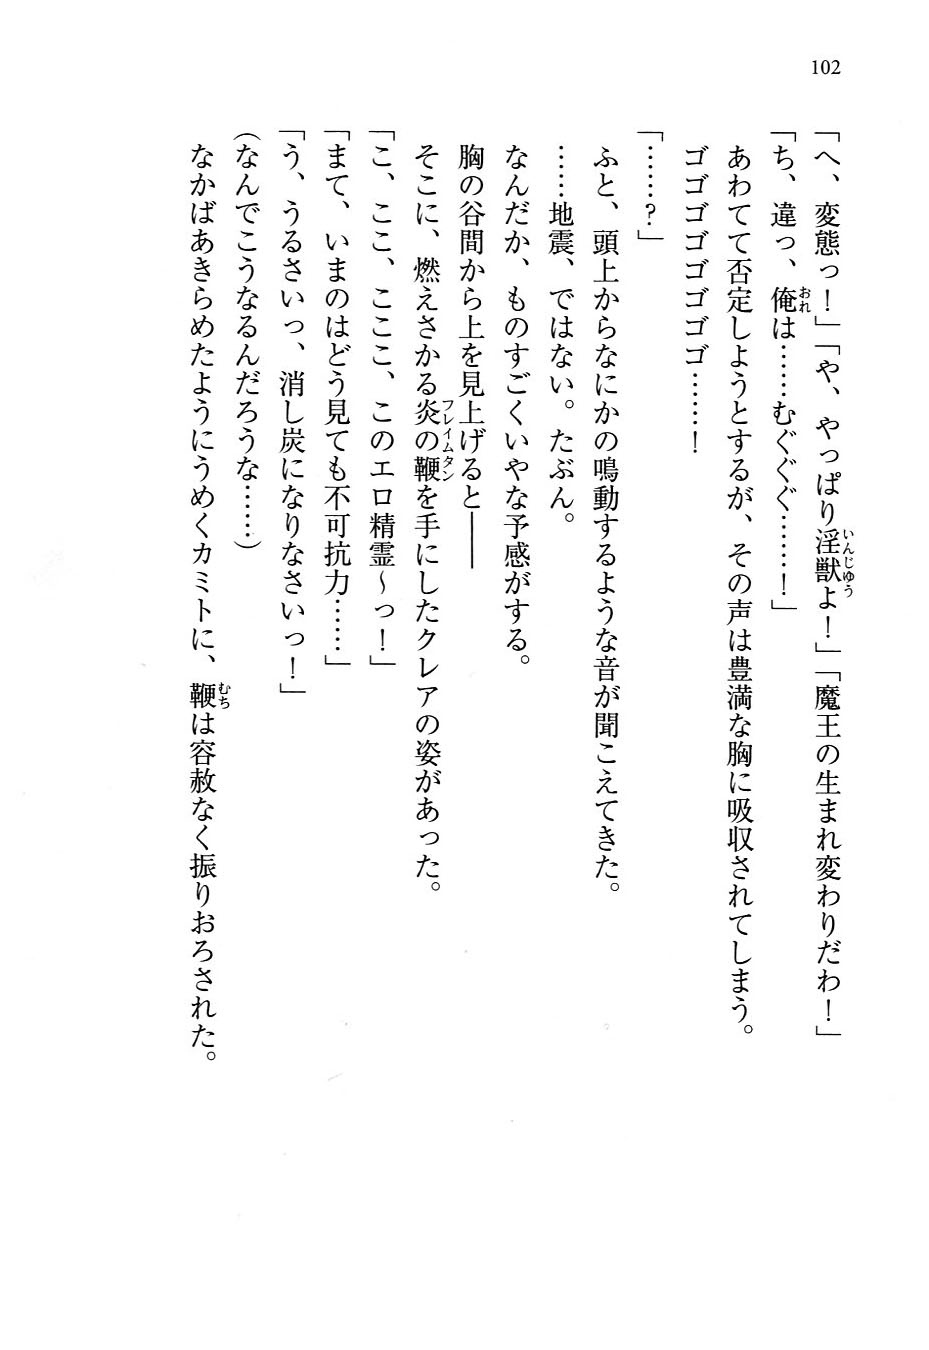 102
「へ、変態っ！」「や、やっぱり淫獣よ！」「魔王の生まれ変わりだわ！」
「ち、違っ、俺は……むぐぐぐ……！」
あわてて否定しようとするが、その声は豊満な胸に吸収されてしまう。
ゴゴゴゴゴゴゴゴ……！
「……？」
ふと、頭上からなにかの鳴動するような音が聞こえてきた。
……地震、ではない。たぶん。
なんだか、ものすごくいやな予感がする。
胸の谷間から上を見上げると――
そこに、燃えさかる炎の鞭を手にしたクレアの姿があった。
「こ、ここ、こここ、このエロ精霊～っ！」
「まて、いまのはどう見ても不可抗力……」
「う、うるさいっ、消し炭になりなさいっ！」
（なんでこうなるんだろうな……）
なかばあきらめたようにうめくカミトに、鞭は容赦なく振りおろされた。